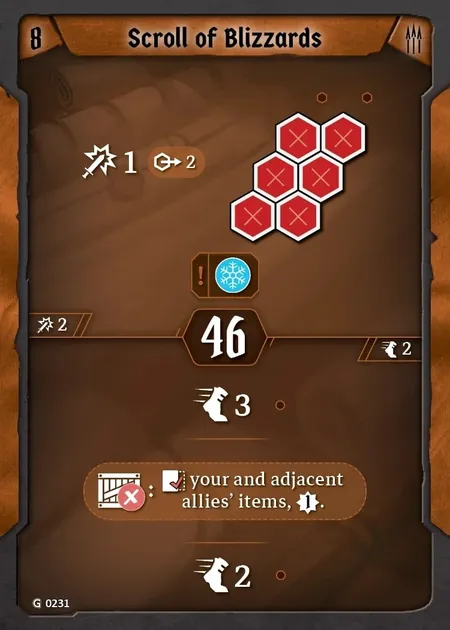 8 Scroll of Blizzards
1 2
!
2 46 2
3
: your and adjacent
allies’ items, 1.
2
G 0231